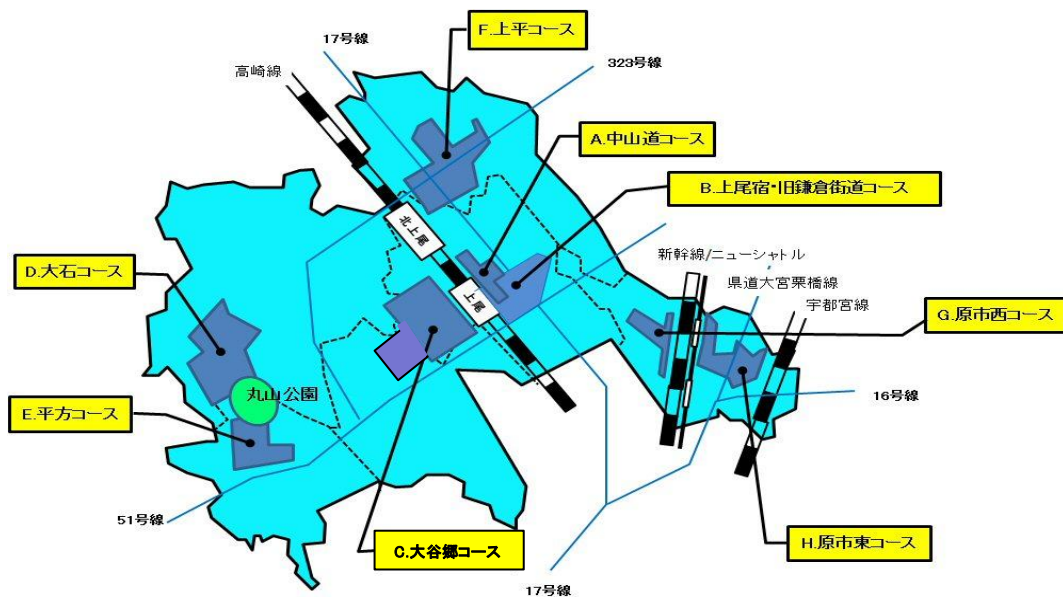 F.上平コース
17号線
323号線
高崎線
A.中山道コース
B.上尾宿・旧鎌倉街道コース
北上尾
新幹線/ニューシャトル
D.大石コース
県道大宮栗橋線
上尾
宇都宮線
G.原市西コース
丸山公園
16号線
E.平方コース
51号線
C.大谷郷コース
H.原市東コース
17号線